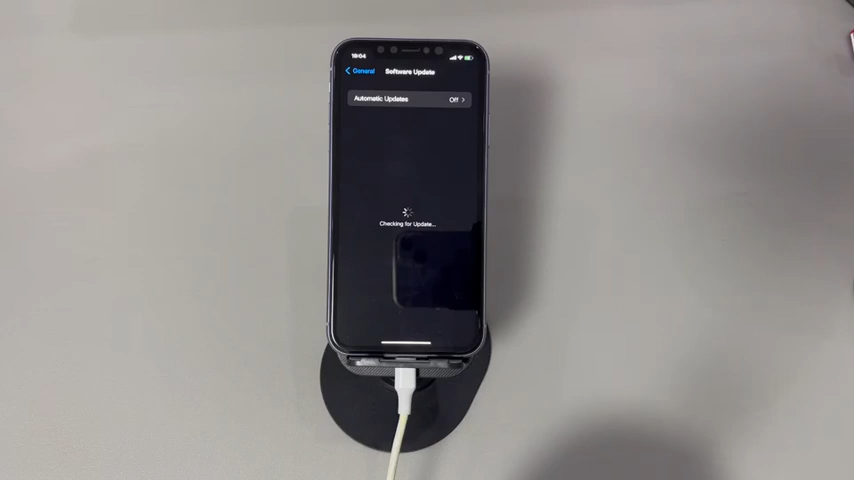 18:04
General
Software Update
Automatic Updates
Off
Checking for Update...